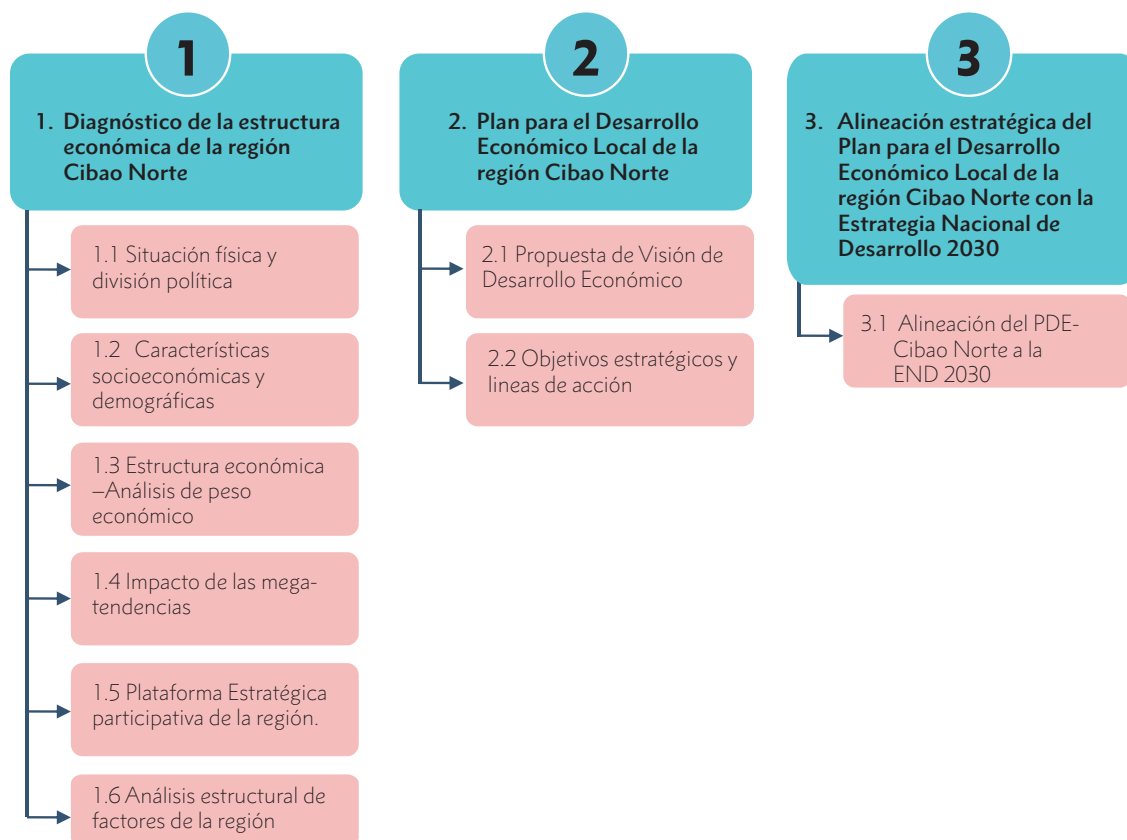 1
1. Diagnóstico de la estructura
económica de la región
Cibao Norte
1.1 Situación física y
división política
1.2 Características
socioeconómicas y
demográficas
1.3 Estructura económica
–Análisis de peso
económico
1.4 Impacto de las mega-
tendencias
1.5 Plataforma Estratégica
participativa de la región.
1.6 Análisis estructural de
factores de la región
2
2. Plan para el Desarrollo
Económico Local de la
región Cibao Norte
2.1 Propuesta de Visión de
Desarrollo Económico
2.2 Objetivos estratégicos y
lineas de acción
3
3. Alineación estratégica del
Plan para el Desarrollo
Económico Local de la
región Cibao Norte con la
Estrategia Nacional de
Desarrollo 2030
3.1 Alineación del PDE-
Cibao Norte a la
END 2030